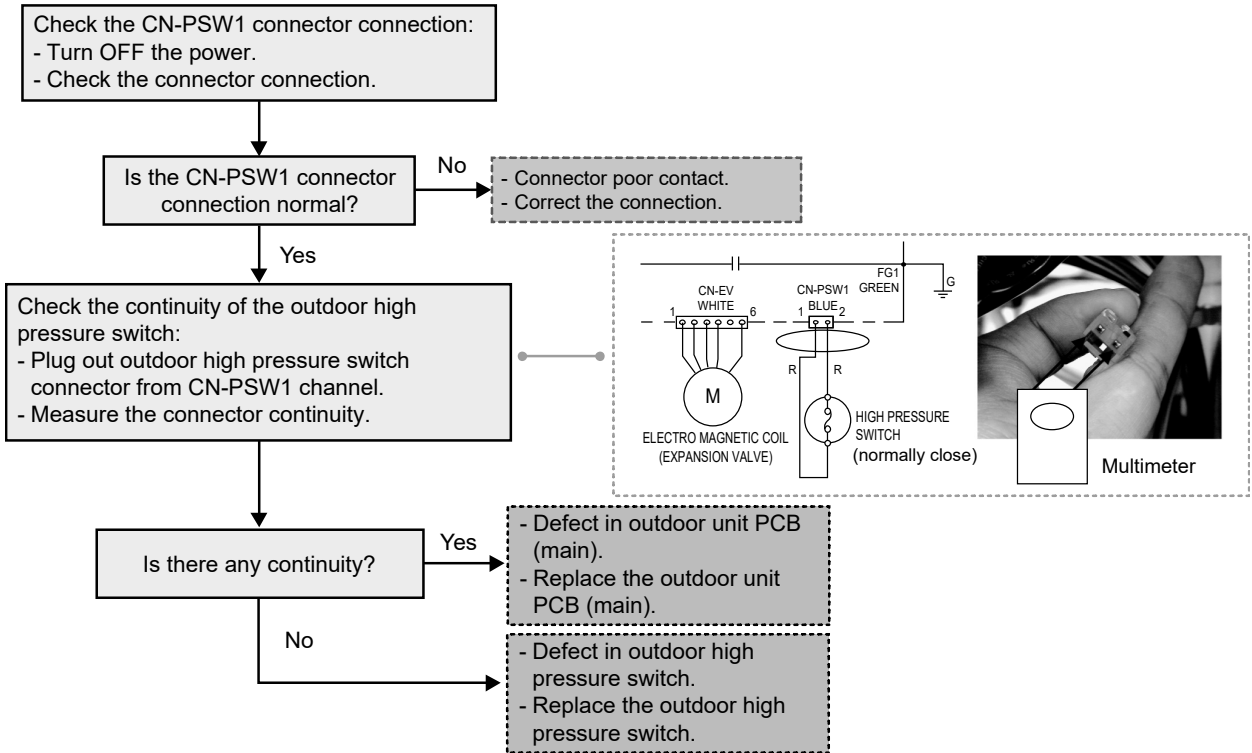 Check the CN-PSW1 connector connection:
- Turn OFF the power.
- Check the connector connection.
Is the CN-PSW1 connector
connection normal?
No
- Connector poor contact.
- Correct the connection.
Yes
Check the continuity of the outdoor high
pressure switch:
- Plug out outdoor high pressure switch
connector from CN-PSW1 channel.
- Measure the connector continuity.
FG1
GREEN
G
CN-EV
WHITE
1
6
CN-PSW1
BLUE
1
2
R
R
M
ELECTRO MAGNETIC COIL
(EXPANSION VALVE)
HIGH PRESSURE
SWITCH
(normally close)
Multimeter
Is there any continuity?
Yes
- Defect in outdoor unit PCB
(main).
- Replace the outdoor unit
PCB (main).
No
- Defect in outdoor high
pressure switch.
- Replace the outdoor high
pressure switch.